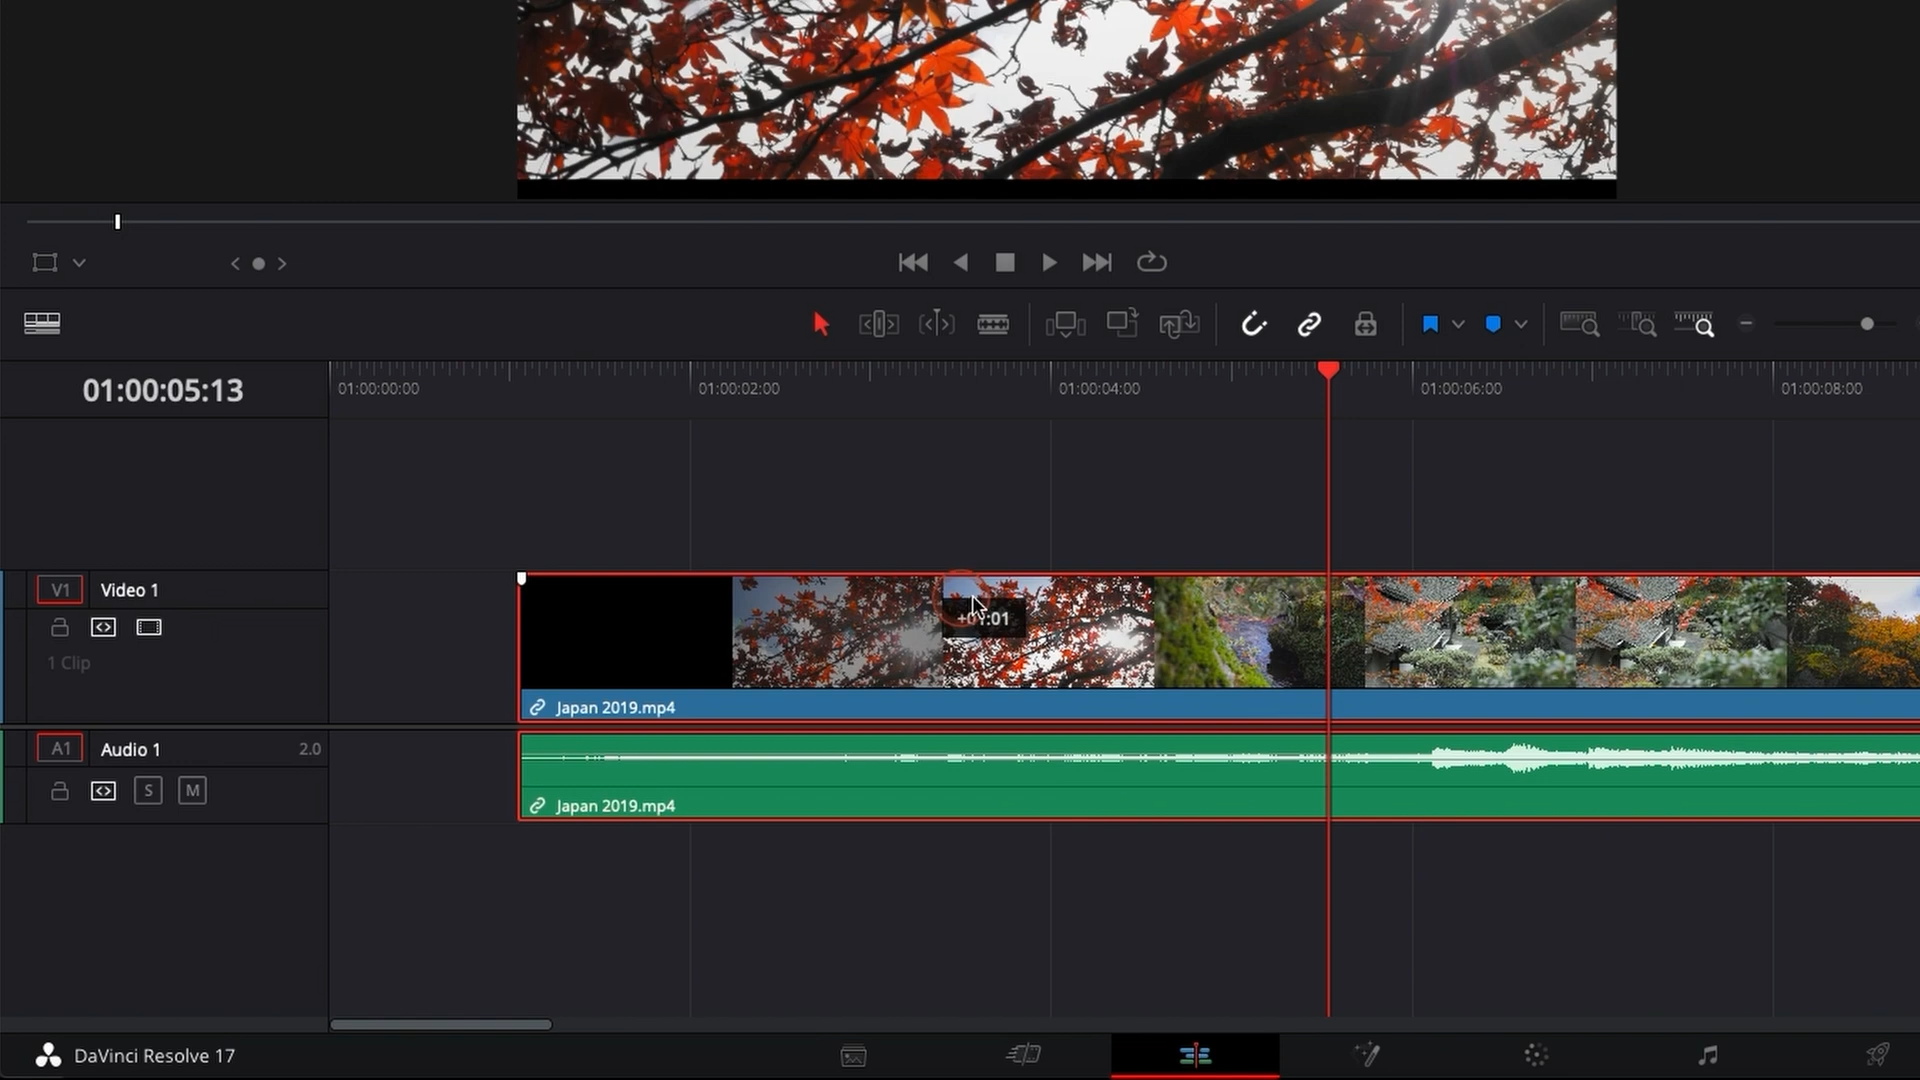 01:00:05:13
01:00:00:00
01:00:02:00
01:00:04:00
01:00:06:00
01:00:08:00
V1
Video 1
1 Clip
+01:01
Japan 2019.mp4
A1
Audio 1
2.0
S
M
Japan 2019.mp4
DaVinci Resolve 17